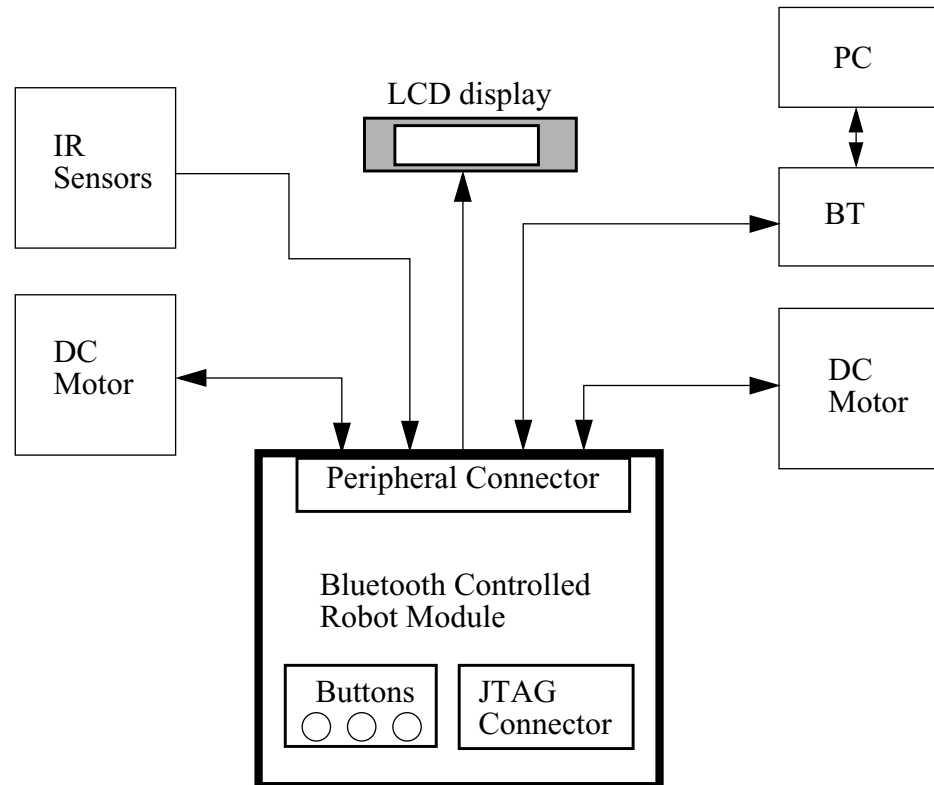 PC
LCD display
IR
Sensors
BT
DC
Motor
DC
Motor
Peripheral Connector
Bluetooth Controlled
Robot Module
Buttons
JTAG
Connector